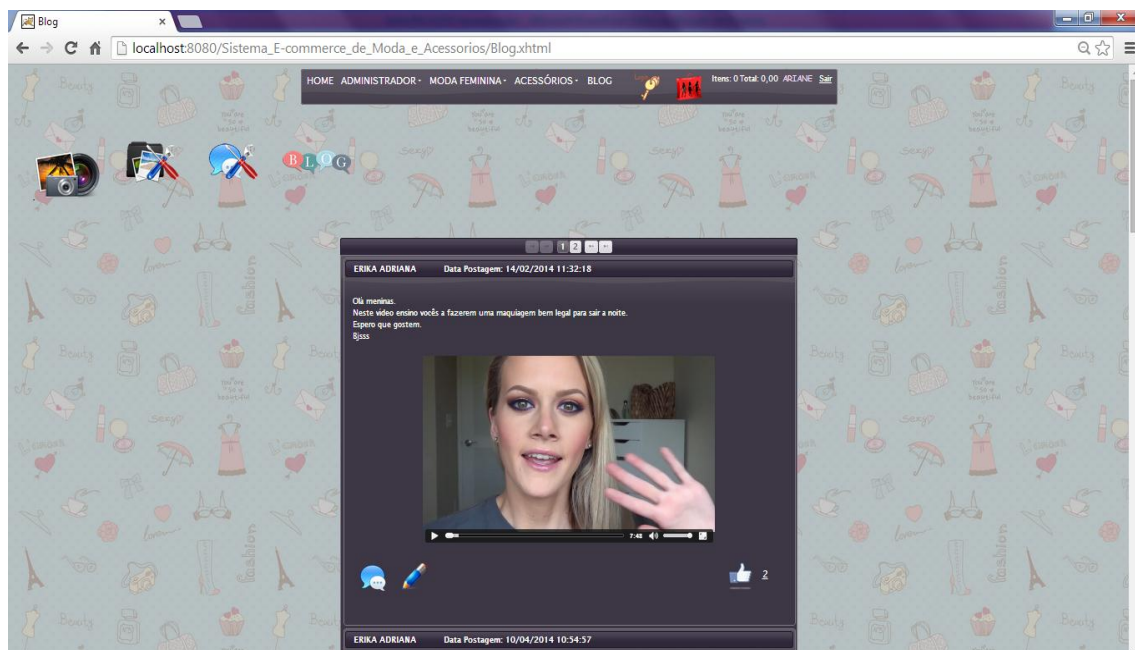 Blog
localhost:8080/Sistema_E-commerce_de_Moda_e_Acessorios/Blog.xhtml
HOME ADMINISTRADOR MODA FEMININA ACESSÓRIOS BLOG
Itens: 0 Total: 0,00 ARIANE Sair
BLOG
1 2
ERIKA ADRIANA Data Postagem: 14/02/2014 11:32:18
Olá meninas.
Neste video ensino vocês a fazerem uma maquiagem bem legal para sair a noite.
Espero que gostem.
Bjsss
7:48
2
ERIKA ADRIANA Data Postagem: 10/04/2014 10:54:57